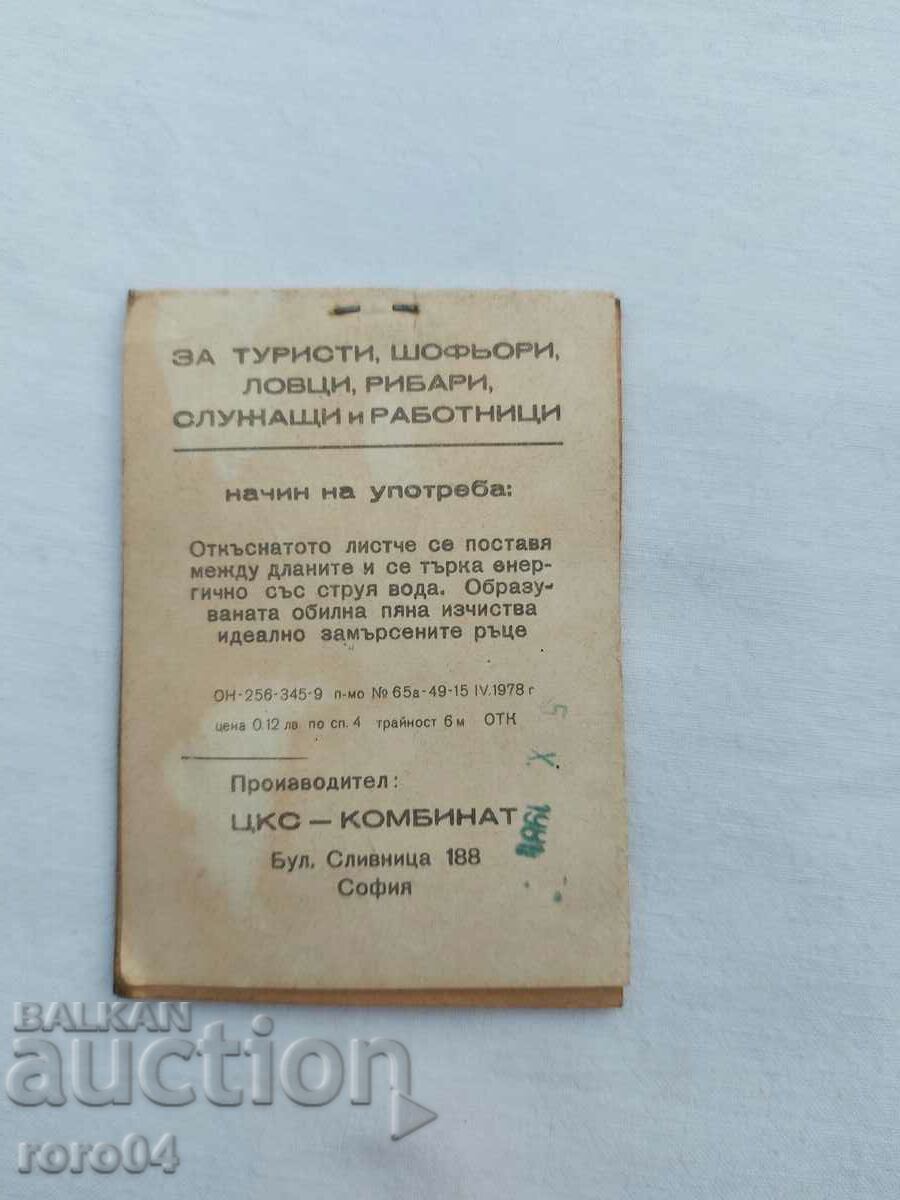 ЗА ТУРИСТИ, ШОФЬОРИ,
ЛОВЦИ, РИБАРИ,
СЛУЖАЩИ и РАБОТНИЦИ
начин на употреба:
Откъснатото листче се поставя
между дланите и се търка енер-
гично със струя вода. Образу-
ваната обилна пяна изчиства
идеално замърсените ръце
ОН-256-345-9 п-мо № 65а-49-15 IV.1978 г
цена 0.12 лв. по сп. 4 трайност 6 м ОТК
5 X
Производител:
ЦКС – КОМБИНАТ
Бул. Сливница 188
София
BALKAN
auction
roro04